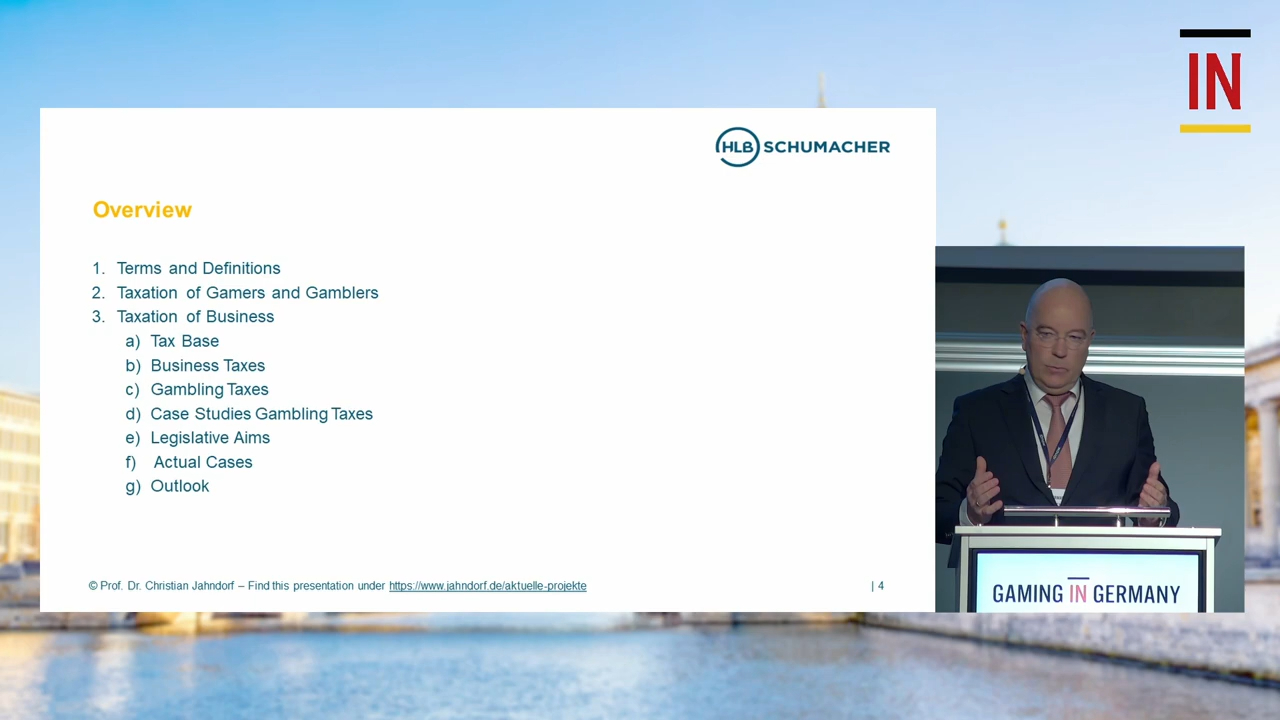 IN
HLB SCHUMACHER
Overview
1. Terms and Definitions
2. Taxation of Gamers and Gamblers
3. Taxation of Business
a) Tax Base
b) Business Taxes
c) Gambling Taxes
d) Case Studies Gambling Taxes
e) Legislative Aims
f) Actual Cases
g) Outlook
© Prof. Dr. Christian Jahndorf – Find this presentation under https://www.jahndorf.de/aktuelle-projekte
| 4
GAMING IN GERMANY